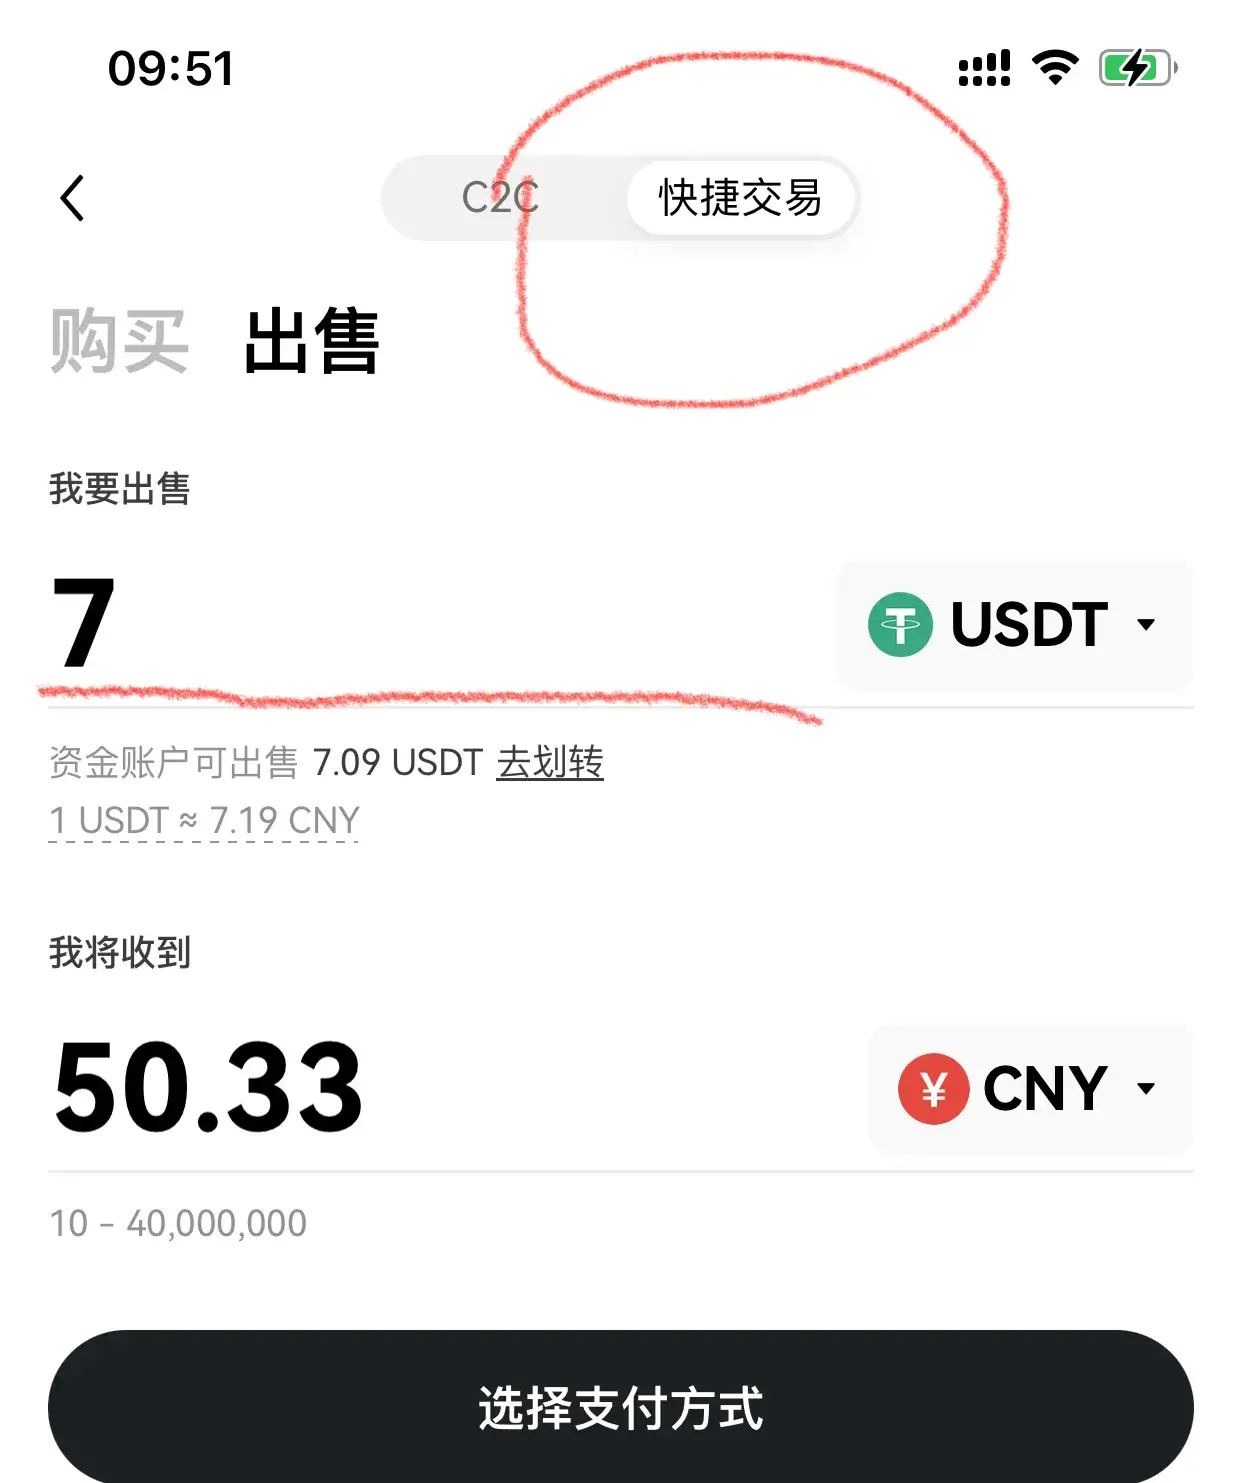 09:51
C2C 快捷交易
购买 出售
我要出售
7 USDT
资金账户可出售 7.09 USDT 去划转
1 USDT ≈ 7.19 CNY
我将收到
50.33 ¥ CNY
10 - 40,000,000
选择支付方式